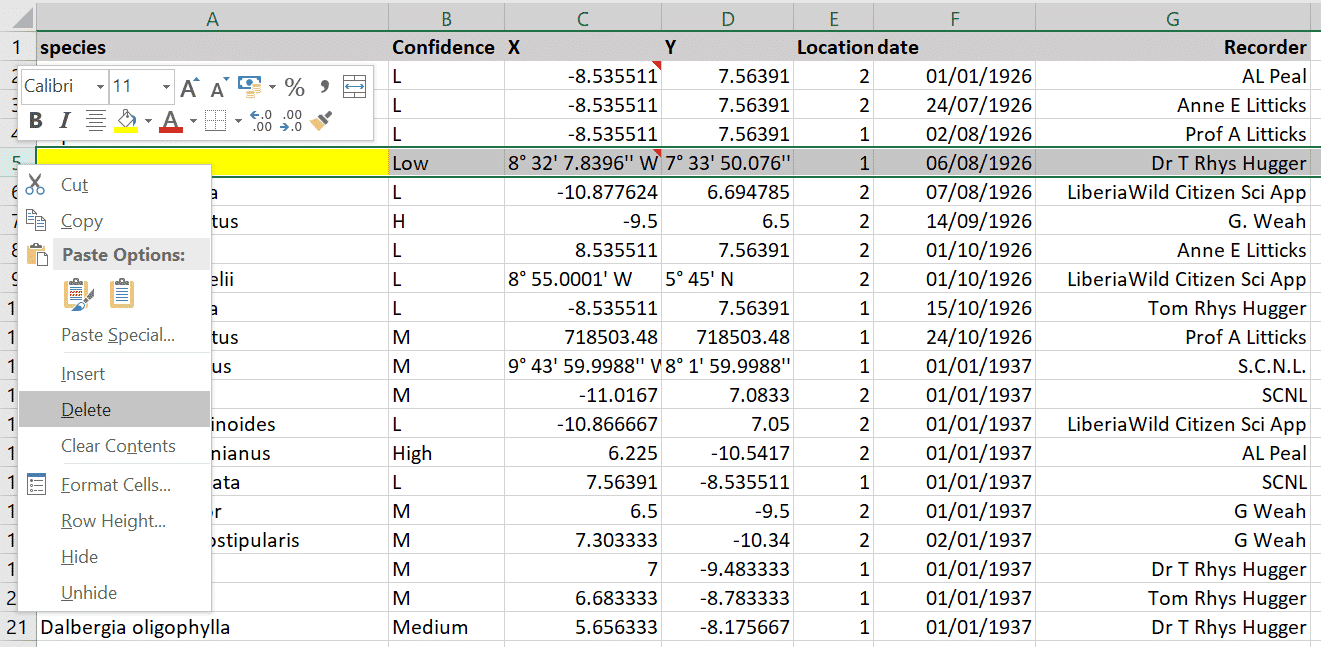 A B C D E F G
1 species Confidence X Y Location date Recorder
Calibri 11 A A % ,
B I A .00 .00
2 L -8.535511 7.56391 2 01/01/1926 AL Peal
3 L -8.535511 7.56391 2 24/07/1926 Anne E Litticks
4 L -8.535511 7.56391 1 02/08/1926 Prof A Litticks
5 Low 8° 32' 7.8396'' W 7° 33' 50.076'' 1 06/08/1926 Dr T Rhys Hugger
6 a L -10.877624 6.694785 2 07/08/1926 LiberiaWild Citizen Sci App
7 tus H -9.5 6.5 2 14/09/1926 G. Weah
8 L 8.535511 7.56391 2 01/10/1926 Anne E Litticks
9 elii L 8° 55.0001' W 5° 45' N 2 01/10/1926 LiberiaWild Citizen Sci App
1 a L -8.535511 7.56391 1 15/10/1926 Tom Rhys Hugger
1 tus M 718503.48 718503.48 1 24/10/1926 Prof A Litticks
1 us M 9° 43' 59.9988'' W 8° 1' 59.9988'' 1 01/01/1937 S.C.N.L.
1 M -11.0167 7.0833 2 01/01/1937 SCNL
1 inoides L -10.866667 7.05 2 01/01/1937 LiberiaWild Citizen Sci App
1 nianus High 6.225 -10.5417 2 01/01/1937 AL Peal
1 ata L 7.56391 -8.535511 1 01/01/1937 SCNL
1 or M 6.5 -9.5 2 01/01/1937 G Weah
1 ostipularis M 7.303333 -10.34 2 02/01/1937 G Weah
1 M 7 -9.483333 1 01/01/1937 Dr T Rhys Hugger
2 M 6.683333 -8.783333 1 01/01/1937 Tom Rhys Hugger
21 Dalbergia oligophylla Medium 5.656333 -8.175667 1 01/01/1937 Dr T Rhys Hugger
Cut
Copy
Paste Options:
Paste Special...
Insert
Delete
Clear Contents
Format Cells...
Row Height...
Hide
Unhide